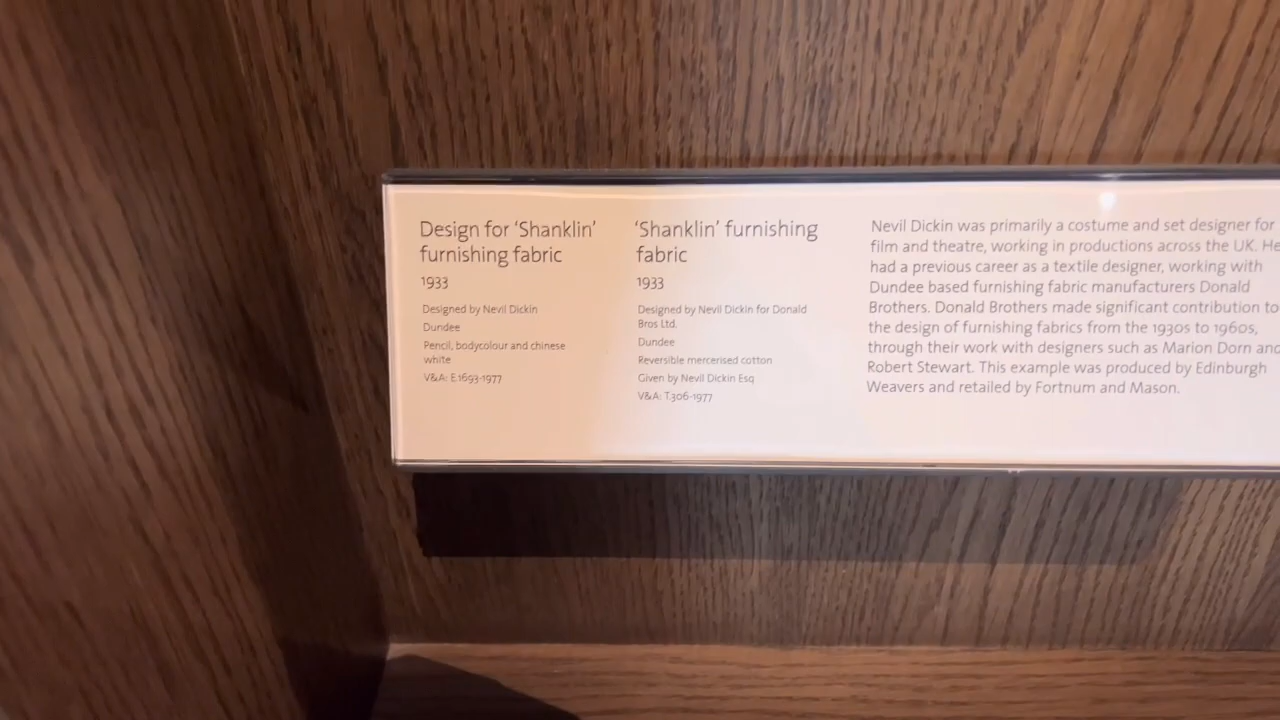 Design for ‘Shanklin’
furnishing fabric
1933
Designed by Nevil Dickin
Dundee
Pencil, bodycolour and chinese
white
V&A: E.1693-1977
‘Shanklin’ furnishing
fabric
1933
Designed by Nevil Dickin for Donald
Bros Ltd.
Dundee
Reversible mercerised cotton
Given by Nevil Dickin Esq
V&A: T.306-1977
Nevil Dickin was primarily a costume and set designer for
film and theatre, working in productions across the UK. He
had a previous career as a textile designer, working with
Dundee based furnishing fabric manufacturers Donald
Brothers. Donald Brothers made significant contribution to
the design of furnishing fabrics from the 1930s to 1960s,
through their work with designers such as Marion Dorn and
Robert Stewart. This example was produced by Edinburgh
Weavers and retailed by Fortnum and Mason.